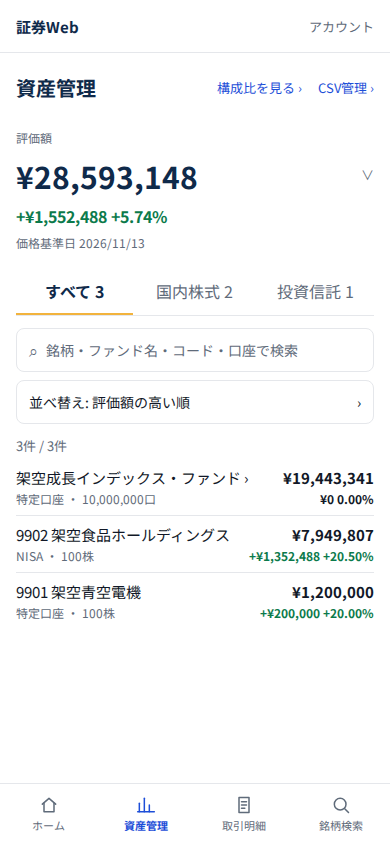 証券Web アカウント
資産管理 構成比を見る › CSV管理 ›
評価額
¥28,593,148
+¥1,552,488 +5.74%
価格基準日 2026/11/13
すべて 3 国内株式 2 投資信託 1
銘柄・ファンド名・コード・口座で検索
並べ替え: 評価額の高い順 ›
3件 / 3件
架空成長インデックス・ファンド › ¥19,443,341
特定口座 ・ 10,000,000口 ¥0 0.00%
9902 架空食品ホールディングス ¥7,949,807
NISA ・ 100株 +¥1,352,488 +20.50%
9901 架空青空電機 ¥1,200,000
特定口座 ・ 100株 +¥200,000 +20.00%
ホーム 資産管理 取引明細 銘柄検索